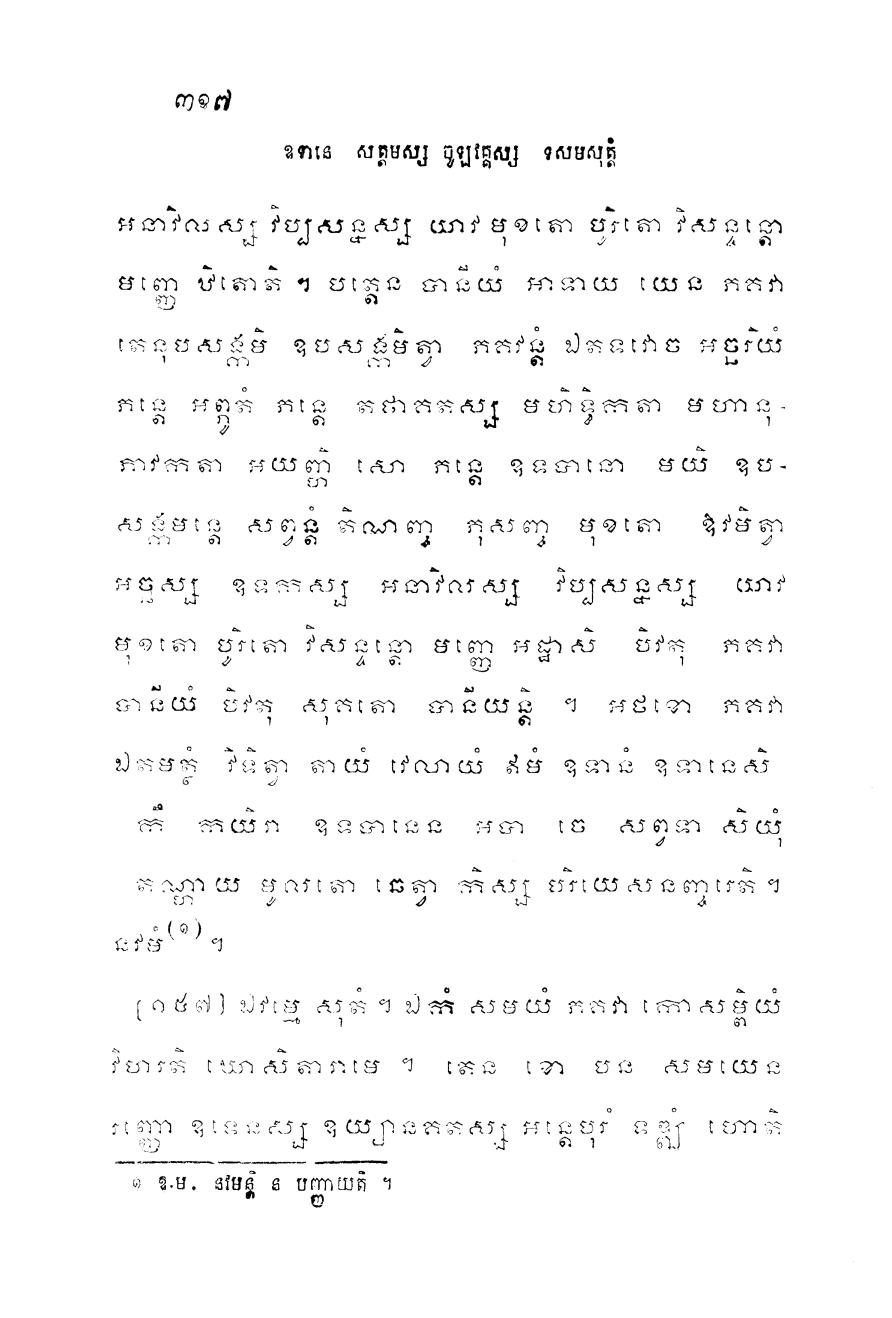 ៣១៧
ឧទានេ សត្តមស្ស ចូឡវគ្គស្ស ទសមសុត្តំ
អនាវិលស្ស វិប្បសន្នស្ស យាវ មុខតោ បូរិតោ វិសន្ទន្តោ
មញ្ញេ ឋិតោតិ ។ បត្តេន បានីយំ អាទាយ យេន ភគវា
តេនុបសង្កមិ ឧបសង្កមិត្វា ភគវន្តំ ឯតទវោច អច្ឆរិយំ
ភន្តេ អព្ភូតំ ភន្តេ តថាគតស្ស មហិទ្ធិកតា មហានុ-
ភាវកតា អយញ្ហិ សោ ភន្តេ ឧទបានោ មយិ ឧប-
សង្កមន្តេ សព្វន្តំ តិណញ្ច ភុសញ្ច មុខតោ ឱវមិត្វា
អច្ឆស្ស ឧទកស្ស អនាវិលស្ស វិប្បសន្នស្ស យាវ
មុខតោ បូរិតោ វិសន្ទន្តោ មញ្ញេ អដ្ឋាសិ បិវតុ ភគវា
បានីយំ បិវតុ សុគតោ បានីយន្តិ ។ អថខោ ភគវា
ឯតមត្ថំ វិទិត្វា តាយំ វេលាយំ ឥមំ ឧទានំ ឧទានេសិ
កឹ កយិរា ឧទបានេន អបា ចេ សព្វទា សិយុំ
តណ្ហាយ មូលតោ ឆេត្វា កិស្ស បរិយេសនញ្ចរេតិ ។
នវមំ(១) ។
[១៥៧] ឯវម្មេ សុតំ ។ ឯកំ សមយំ ភគវា កោសម្ពិយំ
វិហរតិ ឃោសិតារាមេ ។ តេន ខោ បន សមយេន
រញ្ញោ ឧទេនស្ស ឧយ្យានគតស្ស អន្តេបុរំ ទឌ្ឍំ ហោតិ
១ ឱ.ម. នវមន្តិ ន បញ្ញាយតិ ។